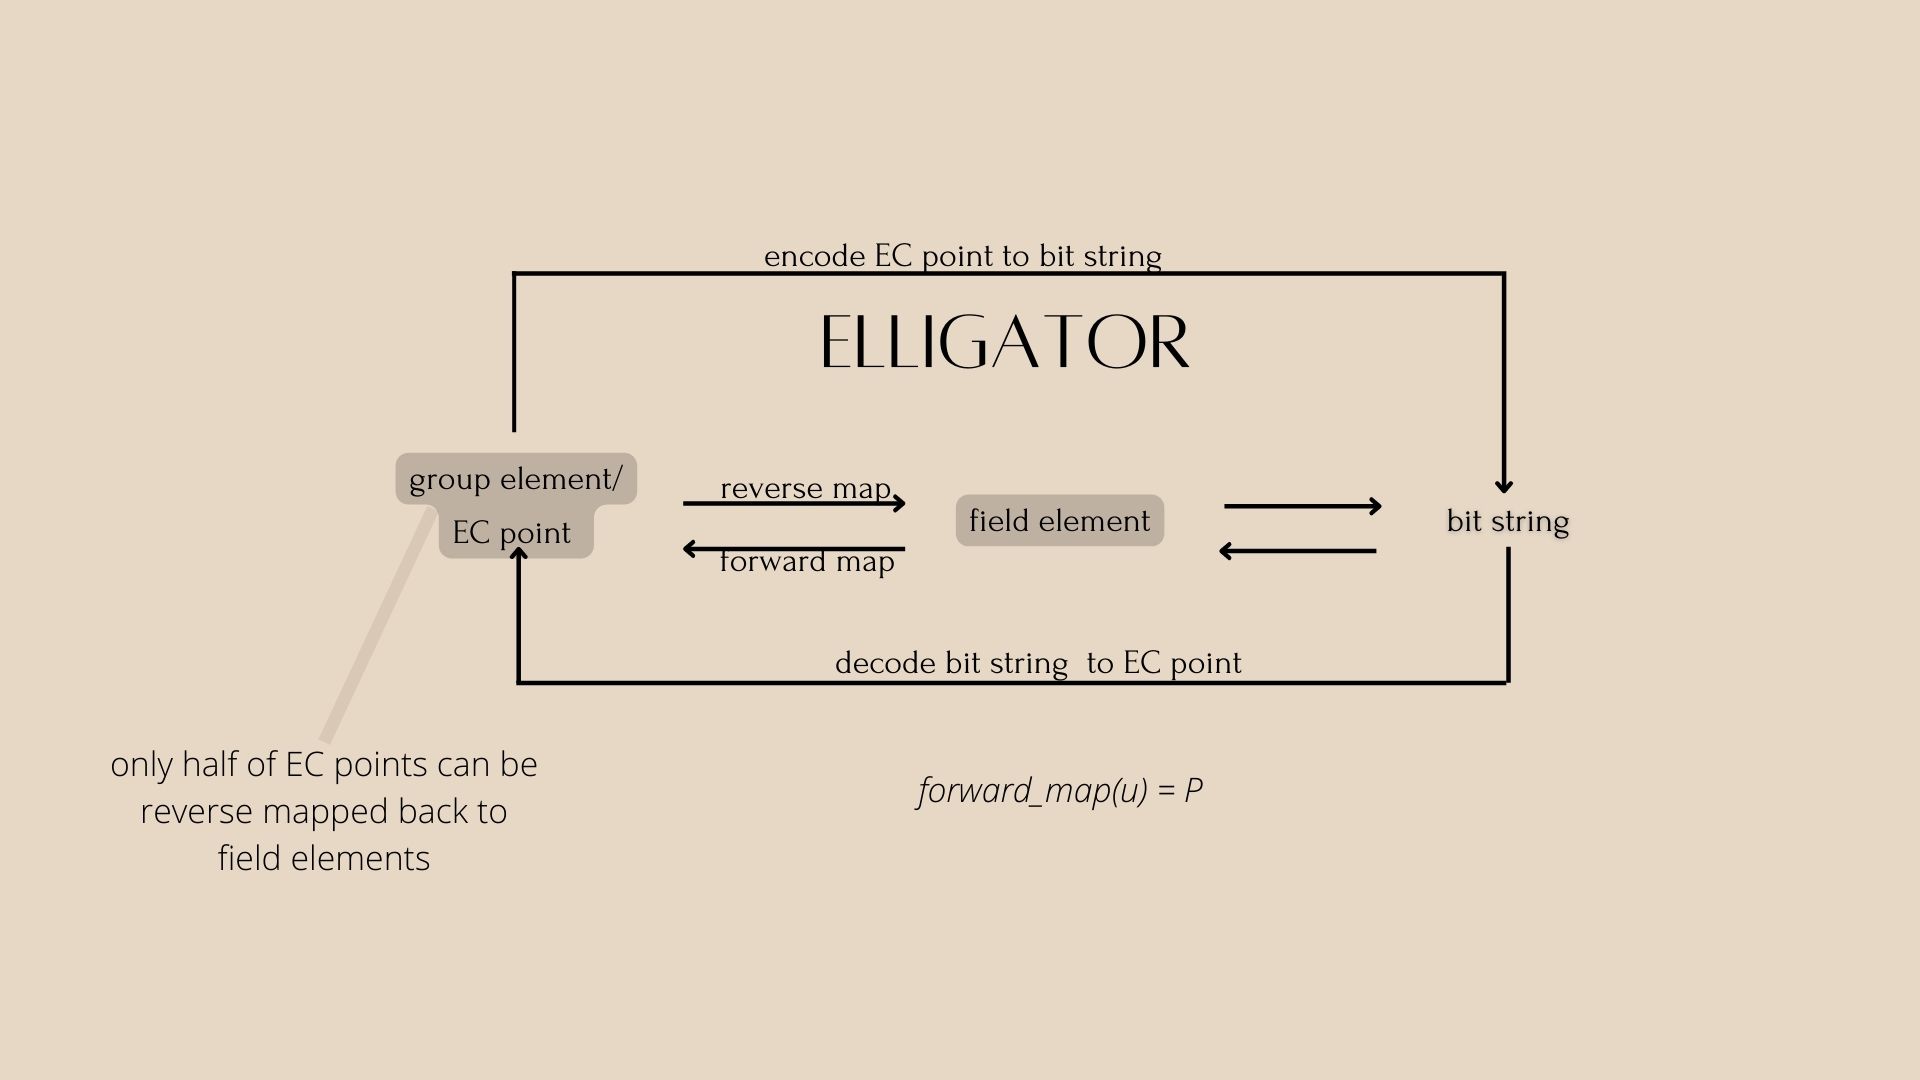 encode EC point to bit string
ELLIGATOR
group element/
EC point
reverse map
forward map
field element
bit string
decode bit string to EC point
only half of EC points can be
reverse mapped back to
field elements
forward_map(u) = P